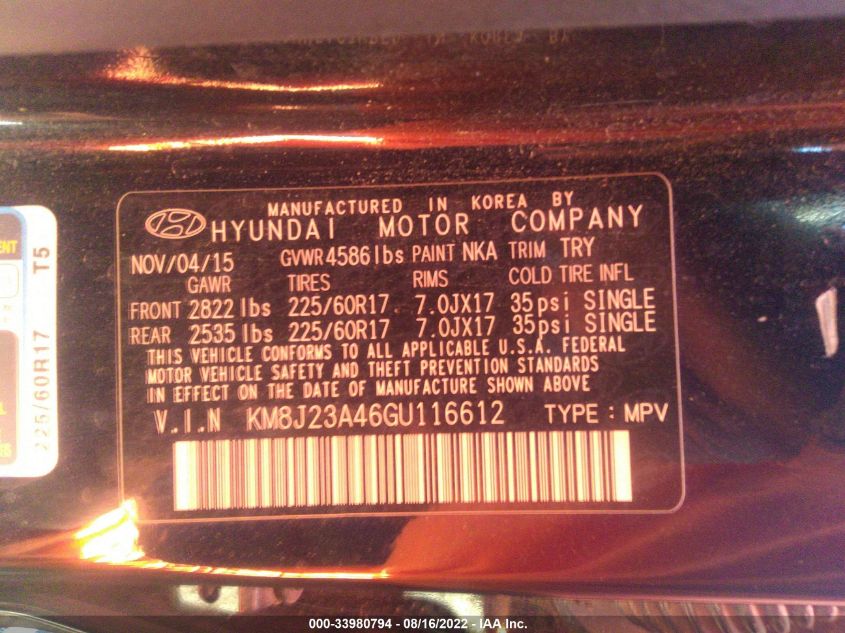 MANUFACTURED IN KOREA BY
HYUNDAI MOTOR COMPANY
NOV/04/15 GVWR 4586 lbs PAINT NKA TRIM TRY
GAWR TIRES RIMS COLD TIRE INFL
FRONT 2822 lbs 225/60R17 7.0JX17 35psi SINGLE
REAR 2535 lbs 225/60R17 7.0JX17 35psi SINGLE
THIS VEHICLE CONFORMS TO ALL APPLICABLE U.S.A. FEDERAL
MOTOR VEHICLE SAFETY AND THEFT PREVENTION STANDARDS
IN EFFECT ON THE DATE OF MANUFACTURE SHOWN ABOVE
V.I.N KM8J23A46GU116612 TYPE : MPV
225/60R17 T5
000-33980794 - 08/16/2022 - IAA Inc.